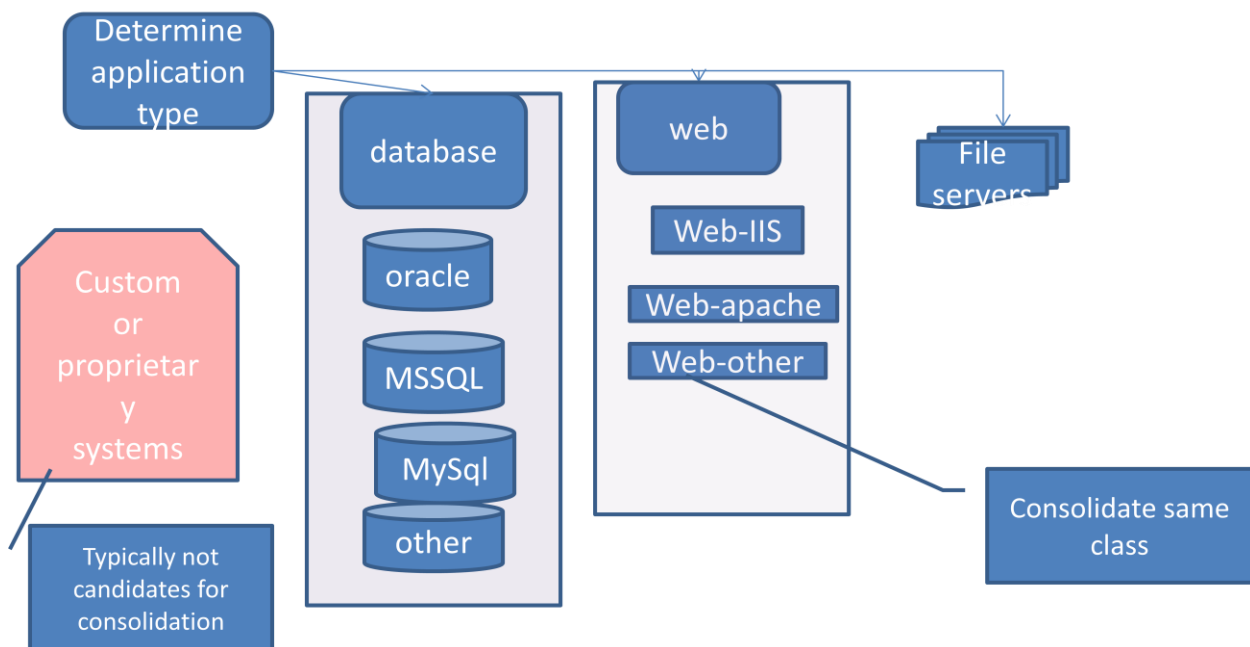 Determine
application
type
database
oracle
MSSQL
MySql
other
web
Web-IIS
Web-apache
Web-other
File
servers
Custom
or
proprietar
y
systems
Typically not
candidates for
consolidation
Consolidate same
class